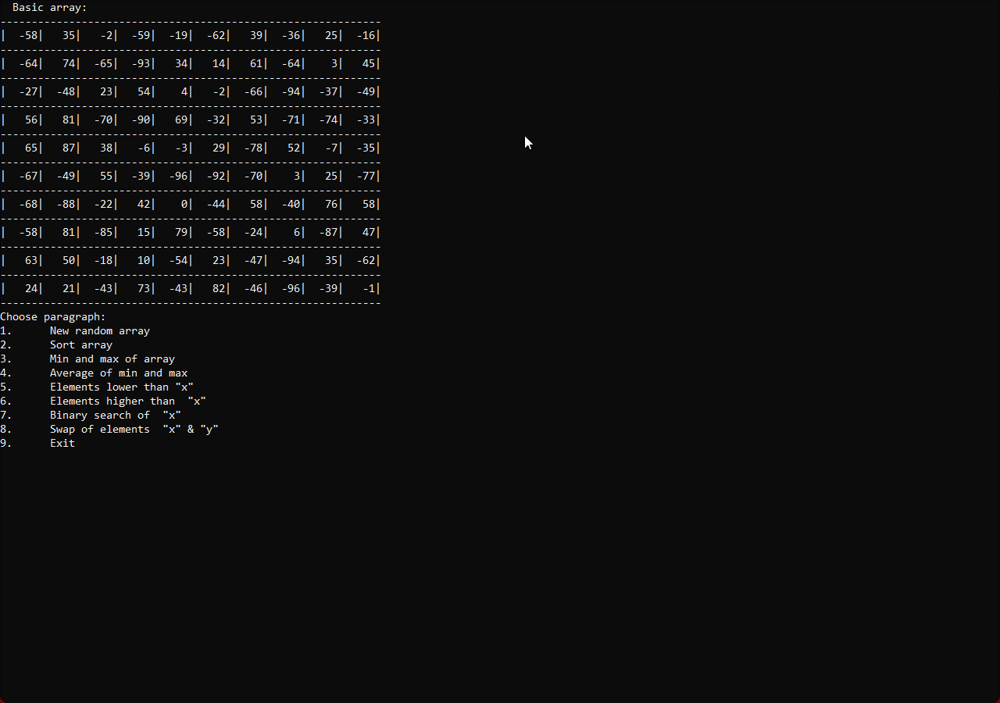 Basic array:
-------------------------------------------------------------
|  -58|   35|   -2|  -59|  -19|  -62|   39|  -36|   25|  -16|
-------------------------------------------------------------
|  -64|   74|  -65|  -93|   34|   14|   61|  -64|    3|   45|
-------------------------------------------------------------
|  -27|  -48|   23|   54|    4|   -2|  -66|  -94|  -37|  -49|
-------------------------------------------------------------
|   56|   81|  -70|  -90|   69|  -32|   53|  -71|  -74|  -33|
-------------------------------------------------------------
|   65|   87|   38|   -6|   -3|   29|  -78|   52|   -7|  -35|
-------------------------------------------------------------
|  -67|  -49|   55|  -39|  -96|  -92|  -70|    3|   25|  -77|
-------------------------------------------------------------
|  -68|  -88|  -22|   42|    0|  -44|   58|  -40|   76|   58|
-------------------------------------------------------------
|  -58|   81|  -85|   15|   79|  -58|  -24|    6|  -87|   47|
-------------------------------------------------------------
|   63|   50|  -18|   10|  -54|   23|  -47|  -94|   35|  -62|
-------------------------------------------------------------
|   24|   21|  -43|   73|  -43|   82|  -46|  -96|  -39|   -1|
-------------------------------------------------------------
Choose paragraph:
1.      New random array
2.      Sort array
3.      Min and max of array
4.      Average of min and max
5.      Elements lower than "x"
6.      Elements higher than  "x"
7.      Binary search of  "x"
8.      Swap of elements  "x" & "y"
9.      Exit